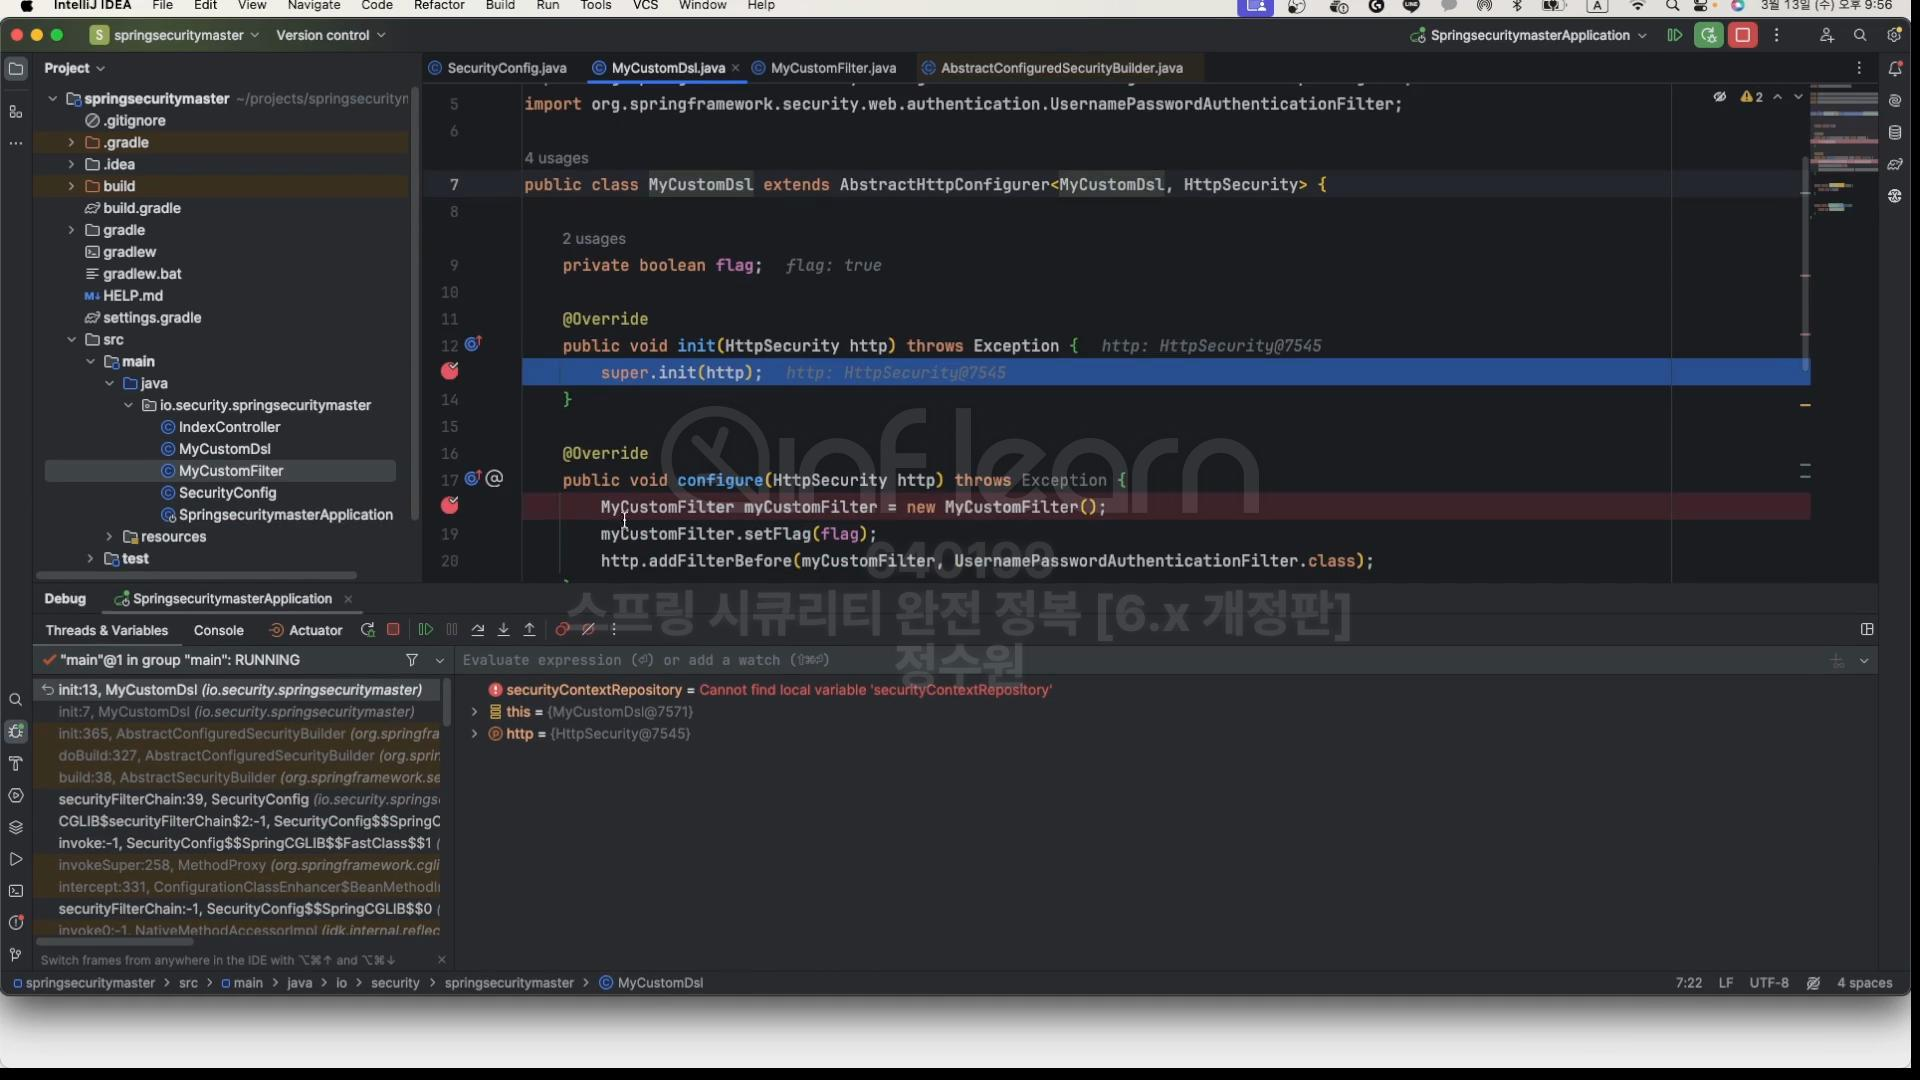 IntelliJ IDEA File Edit View Navigate Code Refactor Build Run Tools VCS Window Help A 3월 13일 (수) 오후 9:56
S springsecuritymaster Version control SpringsecuritymasterApplication
Project
SecurityConfig.java MyCustomDsl.java MyCustomFilter.java AbstractConfiguredSecurityBuilder.java
springsecuritymaster ~/projects/springsecurityn
.gitignore
.gradle
.idea
build
build.gradle
gradle
gradlew
gradlew.bat
M↓ HELP.md
settings.gradle
src
main
java
io.security.springsecuritymaster
IndexController
MyCustomDsl
MyCustomFilter
SecurityConfig
SpringsecuritymasterApplication
resources
test
2
5 import org.springframework.security.web.authentication.UsernamePasswordAuthenticationFilter;
6
4 usages
7 public class MyCustomDsl extends AbstractHttpConfigurer<MyCustomDsl, HttpSecurity> {
8
2 usages
9 private boolean flag; flag: true
10
11 @Override
12 public void init(HttpSecurity http) throws Exception { http: HttpSecurity@7545
super.init(http); http: HttpSecurity@7545
14 }
15
16 @Override
17 public void configure(HttpSecurity http) throws Exception {
MyCustomFilter myCustomFilter = new MyCustomFilter();
19 myCustomFilter.setFlag(flag);
20 http.addFilterBefore(myCustomFilter, UsernamePasswordAuthenticationFilter.class);
inflearn
스프링 시큐리티 완전 정복 [6.x 개정판]
정수원
Debug SpringsecuritymasterApplication
Threads & Variables Console Actuator
"main"@1 in group "main": RUNNING
Evaluate expression (⏎) or add a watch (⇧⌘⏎)
init:13, MyCustomDsl (io.security.springsecuritymaster)
init:7, MyCustomDsl (io.security.springsecuritymaster)
init:365, AbstractConfiguredSecurityBuilder (org.springfra
doBuild:327, AbstractConfiguredSecurityBuilder (org.sprin
build:38, AbstractSecurityBuilder (org.springframework.se
securityFilterChain:39, SecurityConfig (io.security.springs
CGLIB$securityFilterChain$2:-1, SecurityConfig$$SpringC
invoke:-1, SecurityConfig$$SpringCGLIB$$FastClass$$1 (
invokeSuper:258, MethodProxy (org.springframework.cgli
intercept:331, ConfigurationClassEnhancer$BeanMethodI
securityFilterChain:-1, SecurityConfig$$SpringCGLIB$$0 (
invoke0:-1, NativeMethodAccessorImpl (jdk.internal.reflec
securityContextRepository = Cannot find local variable 'securityContextRepository'
this = {MyCustomDsl@7571}
http = {HttpSecurity@7545}
Switch frames from anywhere in the IDE with ⌥⌘↑ and ⌥⌘↓
springsecuritymaster > src > main > java > io > security > springsecuritymaster > MyCustomDsl
7:22 LF UTF-8 4 spaces